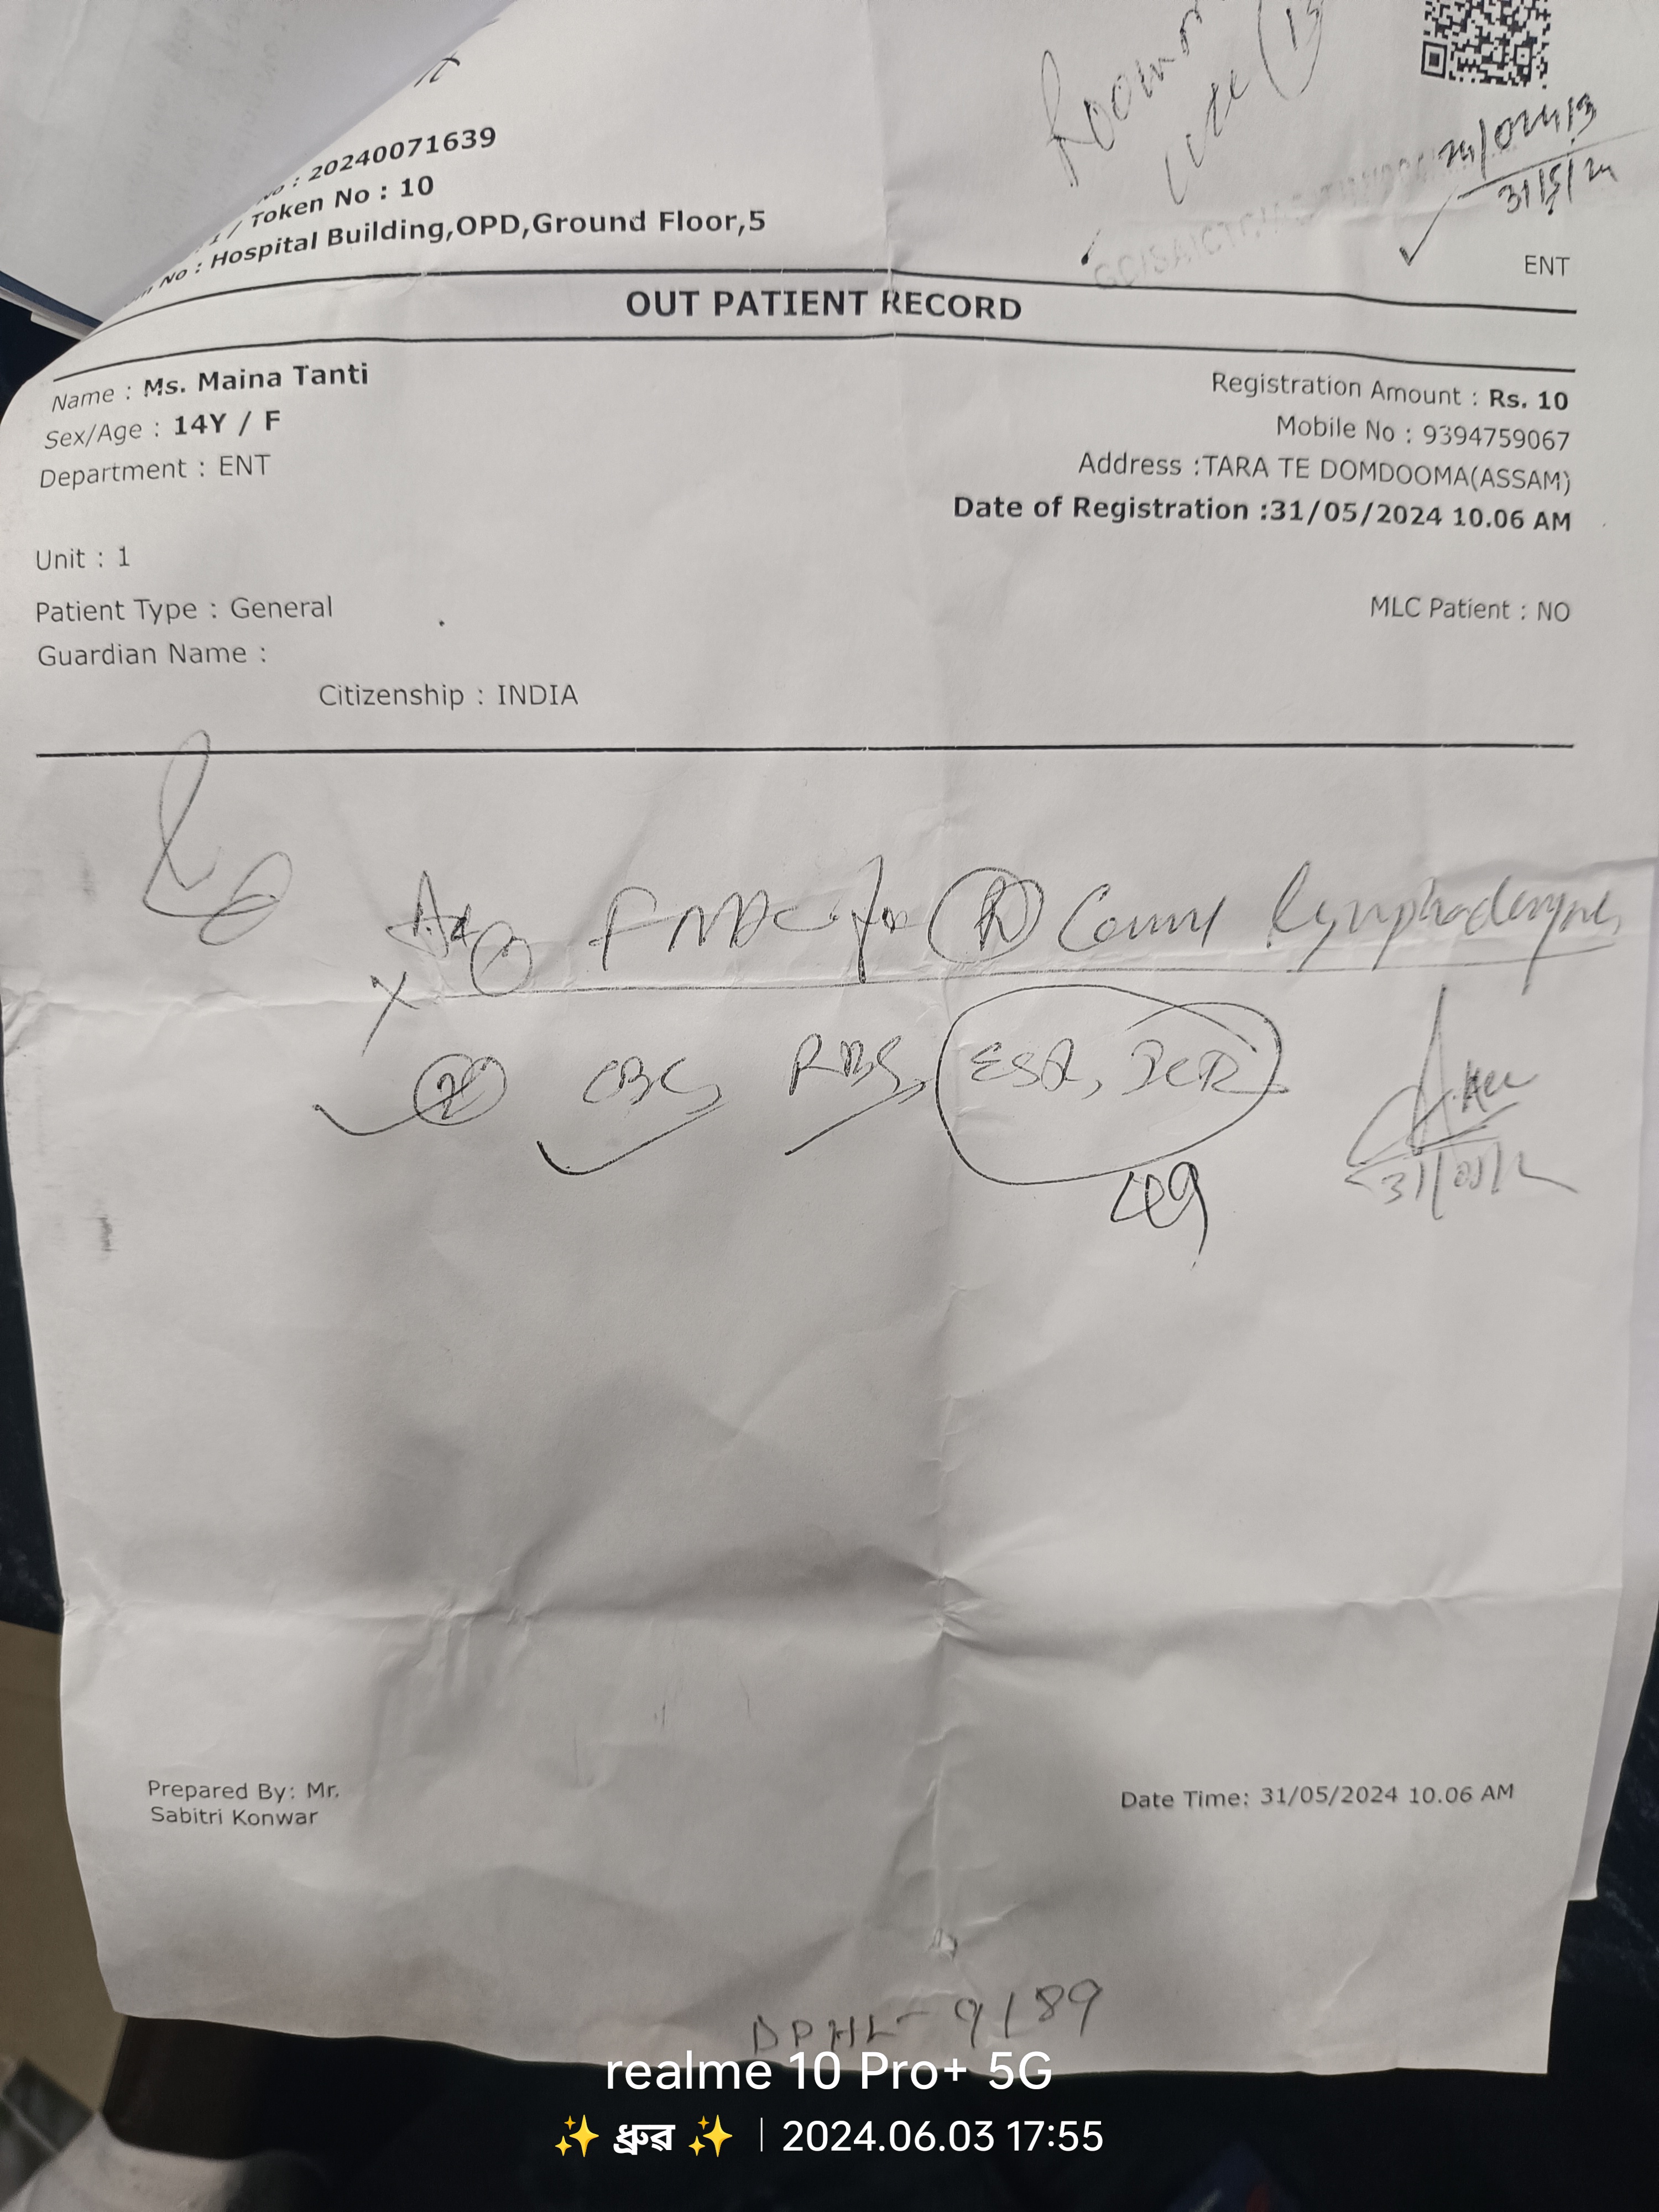 : 20240071639
/ Token No : 10
No : Hospital Building,OPD,Ground Floor,5
31/5/24
ENT
OUT PATIENT RECORD
Name : Ms. Maina Tanti
Registration Amount : Rs. 10
Sex/Age : 14Y / F
Mobile No : 9394759067
Department : ENT
Address :TARA TE DOMDOOMA(ASSAM)
Date of Registration :31/05/2024 10.06 AM
Unit : 1
Patient Type : General
MLC Patient : NO
Guardian Name :
Citizenship : INDIA
FNAC for (R)
2 CBC, RBS, ESR,
Prepared By: Mr.
Sabitri Konwar
Date Time: 31/05/2024 10.06 AM
DPHL- 9189
realme 10 Pro+ 5G
✨ ধ্রুৱ ✨ | 2024.06.03 17:55